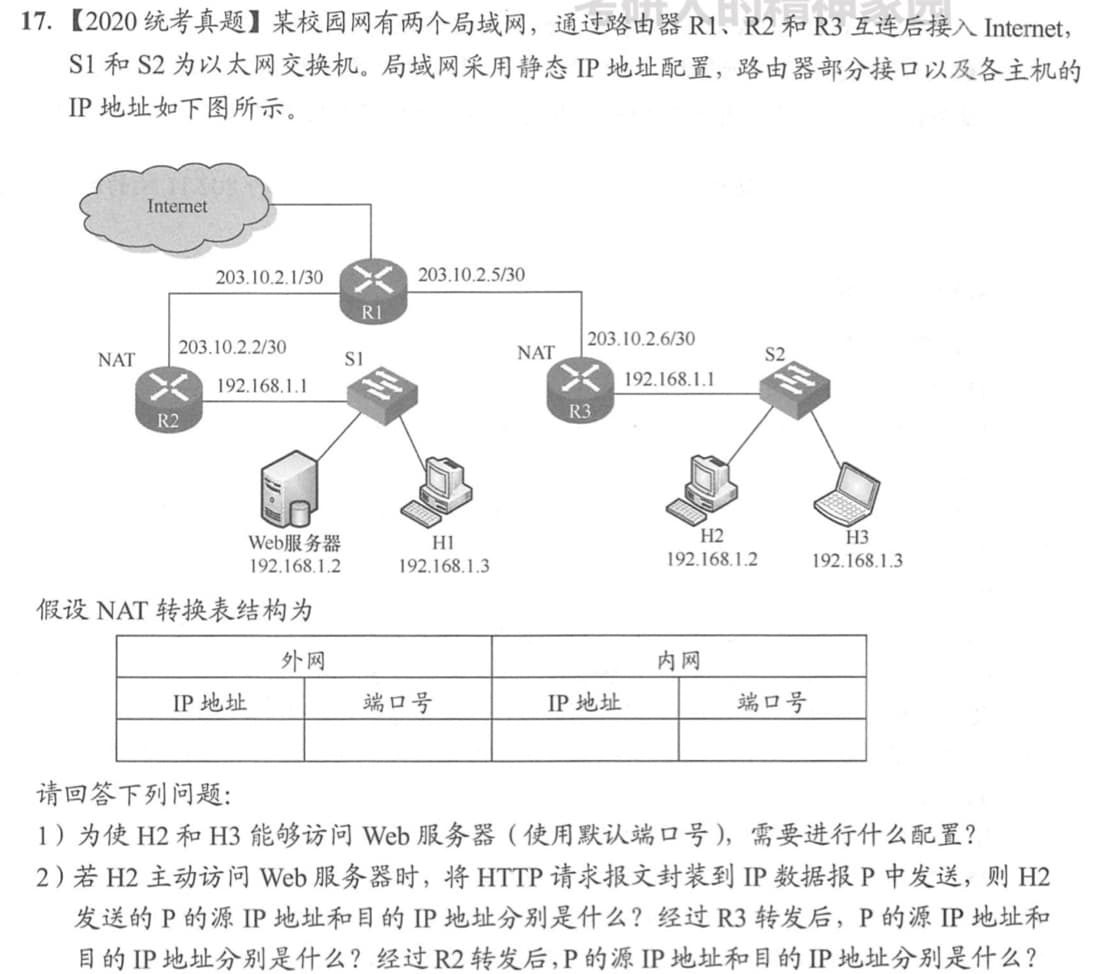 考研人的精神家园
17.【2020 统考真题】某校园网有两个局域网，通过路由器 R1、R2 和 R3 互连后接入 Internet，
S1 和 S2 为以太网交换机。局域网采用静态 IP 地址配置，路由器部分接口以及各主机的
IP 地址如下图所示。
Internet
203.10.2.1/30
203.10.2.5/30
R1
203.10.2.2/30
203.10.2.6/30
NAT
S1
NAT
S2
192.168.1.1
192.168.1.1
R2
R3
Web服务器
H1
H2
H3
192.168.1.2
192.168.1.3
192.168.1.2
192.168.1.3
假设 NAT 转换表结构为
外网
内网
IP 地址
端口号
IP 地址
端口号
请回答下列问题：
1）为使 H2 和 H3 能够访问 Web 服务器（使用默认端口号），需要进行什么配置？
2）若 H2 主动访问 Web 服务器时，将 HTTP 请求报文封装到 IP 数据报 P 中发送，则 H2
发送的 P 的源 IP 地址和目的 IP 地址分别是什么？经过 R3 转发后，P 的源 IP 地址和
目的 IP 地址分别是什么？经过 R2 转发后，P 的源 IP 地址和目的 IP 地址分别是什么？